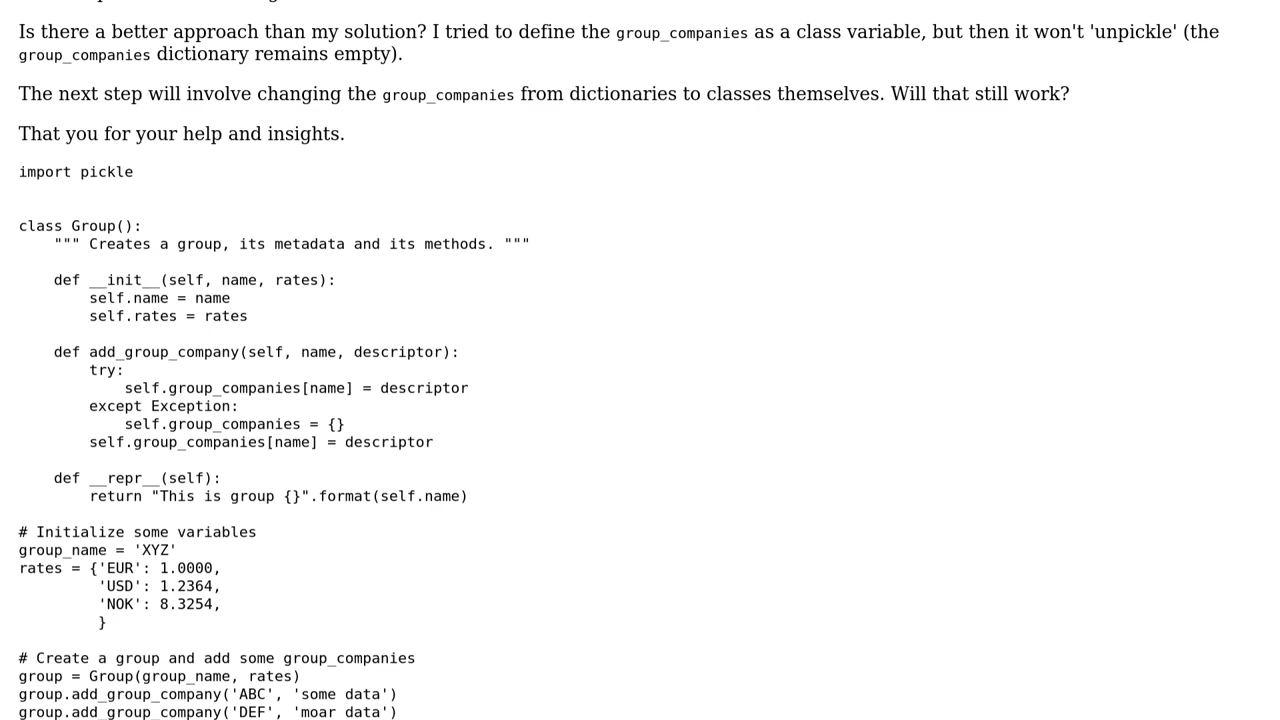 Is there a better approach than my solution? I tried to define the group_companies as a class variable, but then it won't 'unpickle' (the
group_companies dictionary remains empty).
The next step will involve changing the group_companies from dictionaries to classes themselves. Will that still work?
That you for your help and insights.
import pickle
class Group():
    """ Creates a group, its metadata and its methods. """
    def __init__(self, name, rates):
        self.name = name
        self.rates = rates
    def add_group_company(self, name, descriptor):
        try:
            self.group_companies[name] = descriptor
        except Exception:
            self.group_companies = {}
        self.group_companies[name] = descriptor
    def __repr__(self):
        return "This is group {}".format(self.name)
# Initialize some variables
group_name = 'XYZ'
rates = {'EUR': 1.0000,
         'USD': 1.2364,
         'NOK': 8.3254,
         }
# Create a group and add some group_companies
group = Group(group_name, rates)
group.add_group_company('ABC', 'some data')
group.add_group_company('DEF', 'moar data')